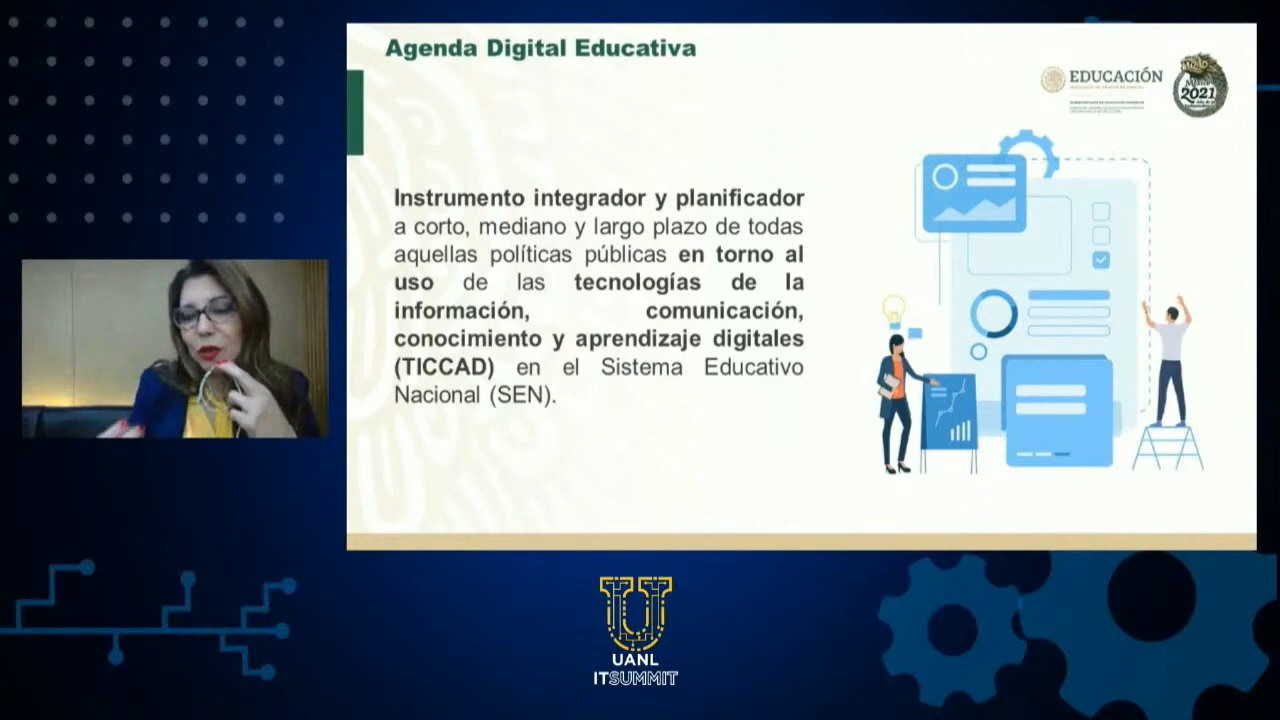 Agenda Digital Educativa
EDUCACIÓN
México
2021
Instrumento integrador y planificador
a corto, mediano y largo plazo de todas
aquellas políticas públicas en torno al
uso de las tecnologías de la
información, comunicación,
conocimiento y aprendizaje digitales
(TICCAD) en el Sistema Educativo
Nacional (SEN).
UANL
ITSUMMIT